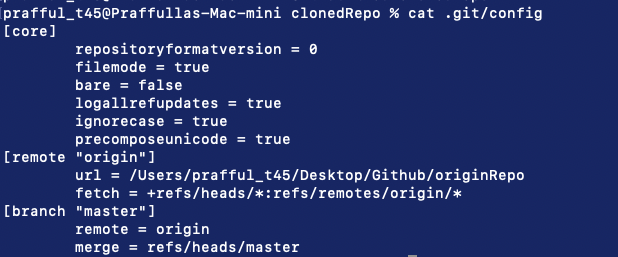 prafful_t45@Praffullas-Mac-mini clonedRepo % cat .git/config
[core]
        repositoryformatversion = 0
        filemode = true
        bare = false
        logallrefupdates = true
        ignorecase = true
        precomposeunicode = true
[remote "origin"]
        url = /Users/prafful_t45/Desktop/Github/originRepo
        fetch = +refs/heads/*:refs/remotes/origin/*
[branch "master"]
        remote = origin
        merge = refs/heads/master